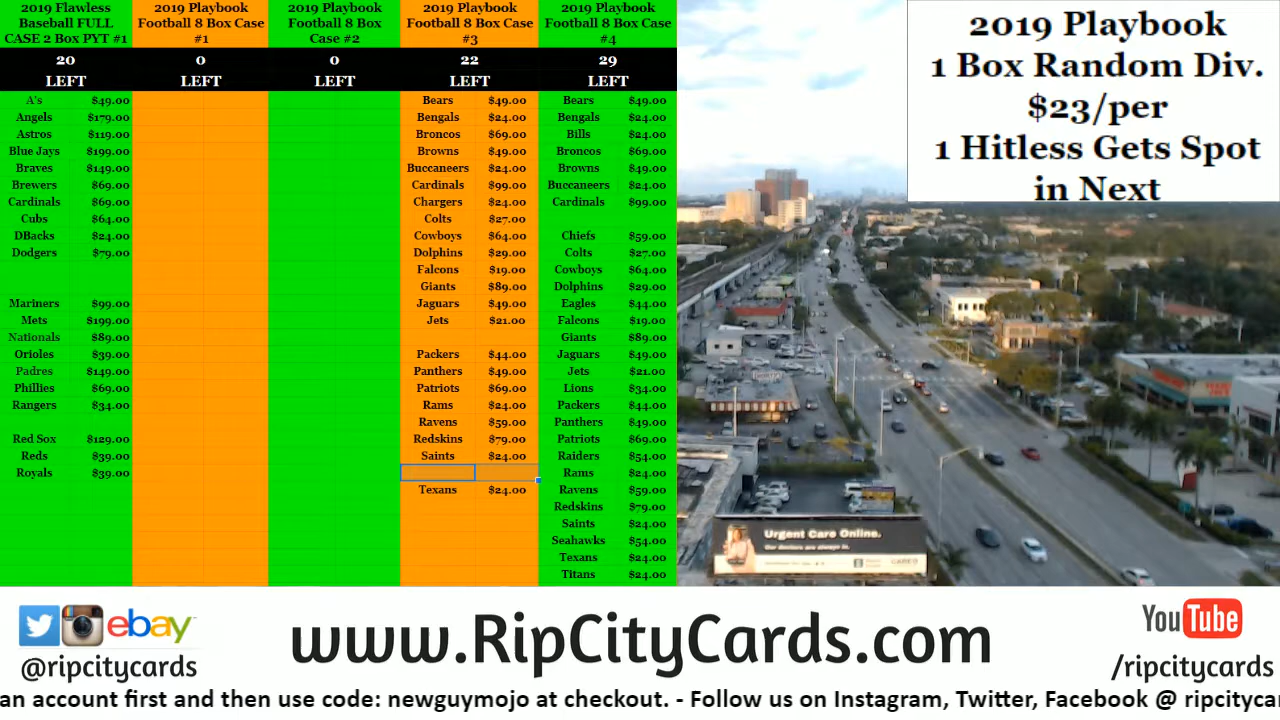 2019 Flawless
Baseball FULL
CASE 2 Box PYT #1
20
LEFT
A's $49.00
Angels $179.00
Astros $119.00
Blue Jays $199.00
Braves $149.00
Brewers $69.00
Cardinals $69.00
Cubs $64.00
DBacks $24.00
Dodgers $79.00
Mariners $99.00
Mets $199.00
Nationals $89.00
Orioles $39.00
Padres $149.00
Phillies $69.00
Rangers $34.00
Red Sox $129.00
Reds $39.00
Royals $39.00
2019 Playbook
Football 8 Box Case
#1
0
LEFT
2019 Playbook
Football 8 Box
Case #2
0
LEFT
2019 Playbook
Football 8 Box Case
#3
22
LEFT
Bears $49.00
Bengals $24.00
Broncos $69.00
Browns $49.00
Buccaneers $24.00
Cardinals $99.00
Chargers $24.00
Colts $27.00
Cowboys $64.00
Dolphins $29.00
Falcons $19.00
Giants $89.00
Jaguars $49.00
Jets $21.00
Packers $44.00
Panthers $49.00
Patriots $69.00
Rams $24.00
Ravens $59.00
Redskins $79.00
Saints $24.00
Texans $24.00
2019 Playbook
Football 8 Box Case
#4
29
LEFT
Bears $49.00
Bengals $24.00
Bills $24.00
Broncos $69.00
Browns $49.00
Buccaneers $24.00
Cardinals $99.00
Chiefs $59.00
Colts $27.00
Cowboys $64.00
Dolphins $29.00
Eagles $44.00
Falcons $19.00
Giants $89.00
Jaguars $49.00
Jets $21.00
Lions $34.00
Packers $44.00
Panthers $49.00
Patriots $69.00
Raiders $54.00
Rams $24.00
Ravens $59.00
Redskins $79.00
Saints $24.00
Seahawks $54.00
Texans $24.00
Titans $24.00
2019 Playbook
1 Box Random Div.
$23/per
1 Hitless Gets Spot
in Next
Urgent Care Online.
Our doctors are always in.
ebay
@ripcitycards
www.RipCityCards.com
YouTube
/ripcitycards
an account first and then use code: newguymojo at checkout. - Follow us on Instagram, Twitter, Facebook @ ripcitycar